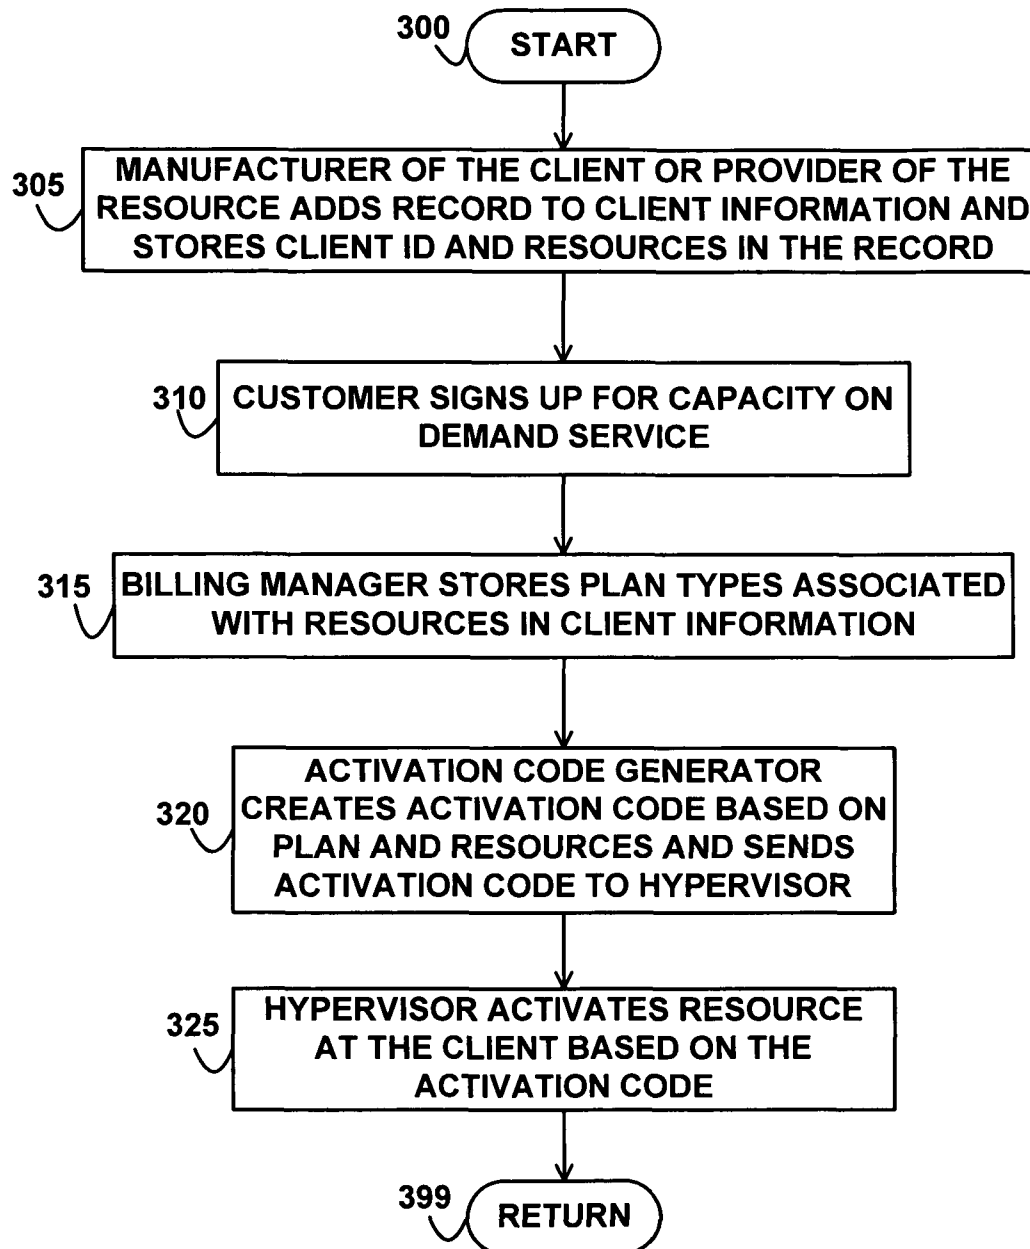 300
START
305
MANUFACTURER OF THE CLIENT OR PROVIDER OF THE
RESOURCE ADDS RECORD TO CLIENT INFORMATION AND
STORES CLIENT ID AND RESOURCES IN THE RECORD
310
CUSTOMER SIGNS UP FOR CAPACITY ON
DEMAND SERVICE
315
BILLING MANAGER STORES PLAN TYPES ASSOCIATED
WITH RESOURCES IN CLIENT INFORMATION
320
ACTIVATION CODE GENERATOR
CREATES ACTIVATION CODE BASED ON
PLAN AND RESOURCES AND SENDS
ACTIVATION CODE TO HYPERVISOR
325
HYPERVISOR ACTIVATES RESOURCE
AT THE CLIENT BASED ON THE
ACTIVATION CODE
399
RETURN